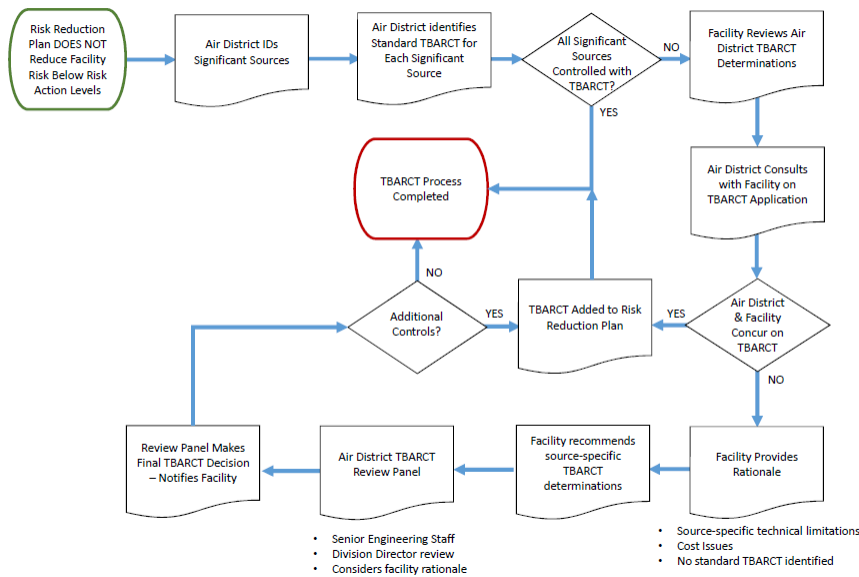 Risk Reduction
Plan DOES NOT
Reduce Facility
Risk Below Risk
Action Levels
Air District IDs
Significant Sources
Air District identifies
Standard TBARCT for
Each Significant
Source
All Significant
Sources
Controlled with
TBARCT?
NO
YES
Facility Reviews Air
District TBARCT
Determinations
Air District Consults
with Facility on
TBARCT Application
TBARCT Process
Completed
NO
Additional
Controls?
YES
TBARCT Added to Risk
Reduction Plan
YES
Air District
& Facility
Concur on
TBARCT
NO
Review Panel Makes
Final TBARCT Decision
– Notifies Facility
Air District TBARCT
Review Panel
Facility recommends
source-specific
TBARCT
determinations
Facility Provides
Rationale
• Senior Engineering Staff
• Division Director review
• Considers facility rationale
• Source-specific technical limitations
• Cost Issues
• No standard TBARCT identified